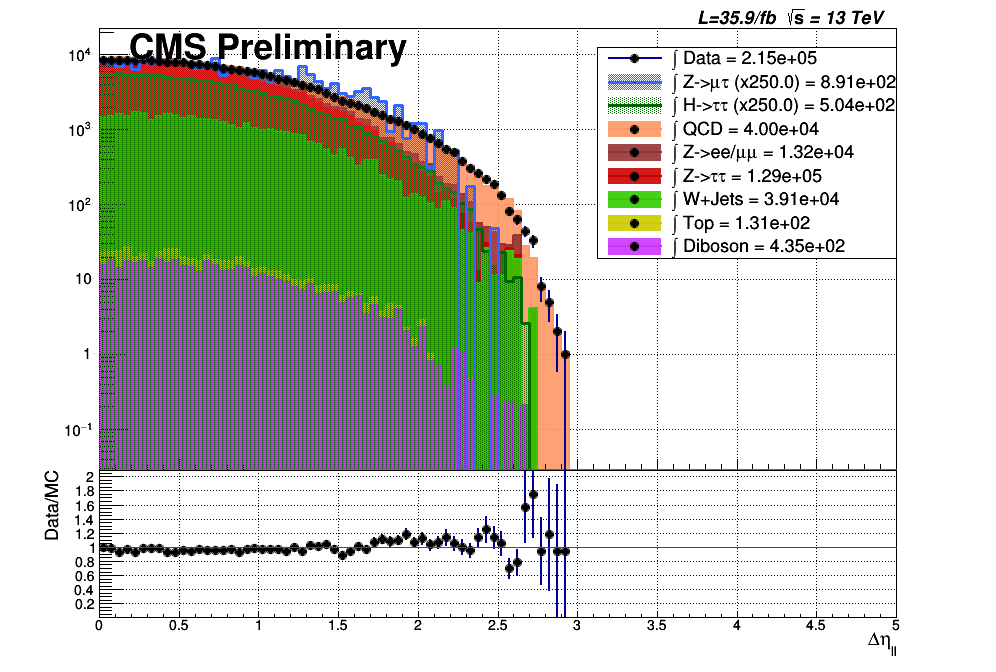 L=35.9/fb √s = 13 TeV
CMS Preliminary
∫ Data = 2.15e+05
∫ Z->μτ (x250.0) = 8.91e+02
∫ H->ττ (x250.0) = 5.04e+02
∫ QCD = 4.00e+04
∫ Z->ee/μμ = 1.32e+04
∫ Z->ττ = 1.29e+05
∫ W+Jets = 3.91e+04
∫ Top = 1.31e+02
∫ Diboson = 4.35e+02
10⁴
10³
10²
10
1
10⁻¹
Data/MC
2
1.8
1.6
1.4
1.2
1
0.8
0.6
0.4
0.2
0 0.5 1 1.5 2 2.5 3 3.5 4 4.5 5
Δη||